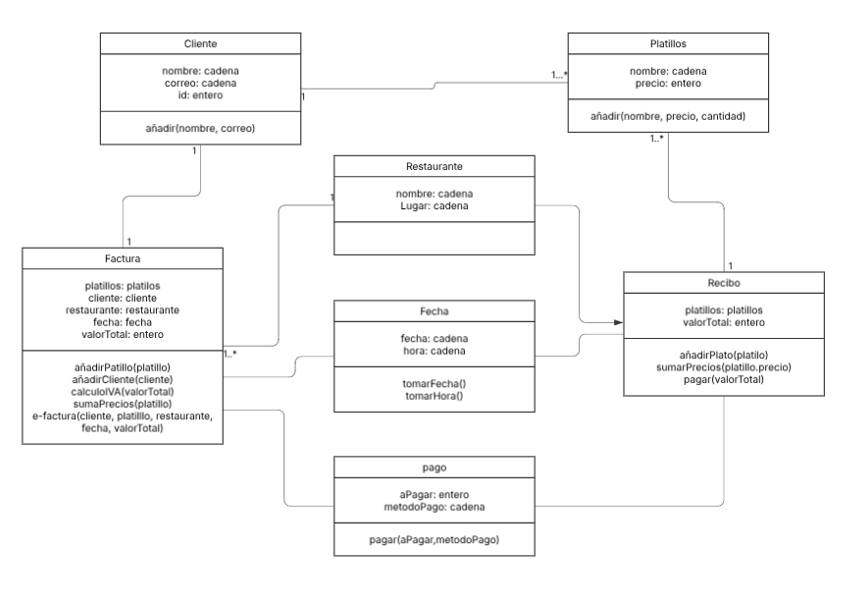 Cliente
nombre: cadena
correo: cadena
id: entero
añadir(nombre, correo)
1
1...*
Platillos
nombre: cadena
precio: entero
añadir(nombre, precio, cantidad)
1
1..*
Restaurante
nombre: cadena
Lugar: cadena
1
1
Factura
platillos: platilos
cliente: cliente
restaurante: restaurante
fecha: fecha
valorTotal: entero
1..*
añadirPatillo(platillo)
añadirCliente(cliente)
calculoIVA(valorTotal)
sumaPrecios(platillo)
e-factura(cliente, platilllo, restaurante,
fecha, valorTotal)
Fecha
fecha: cadena
hora: cadena
tomarFecha()
tomarHora()
1
Recibo
platillos: platillos
valorTotal: entero
añadirPlato(platilo)
sumarPrecios(platillo.precio)
pagar(valorTotal)
pago
aPagar: entero
metodoPago: cadena
pagar(aPagar,metodoPago)